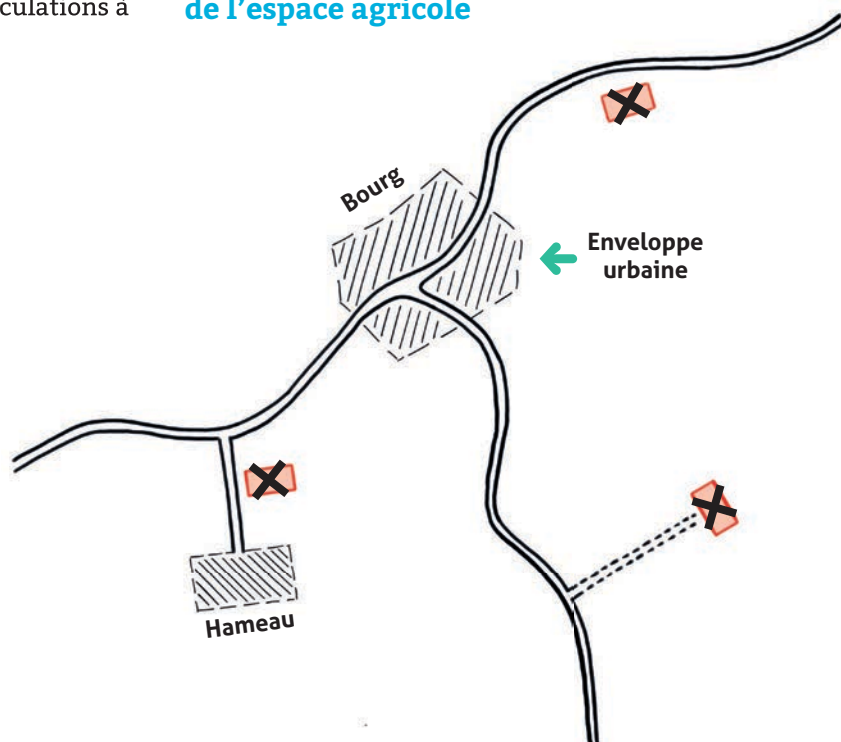 culations à
de l'espace agricole
Bourg
Enveloppe
urbaine
Hameau